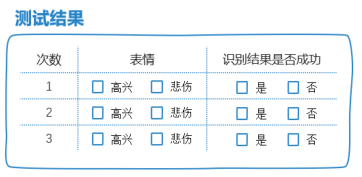 测试结果
次数 表情 识别结果是否成功
1 高兴 悲伤 是 否
2 高兴 悲伤 是 否
3 高兴 悲伤 是 否